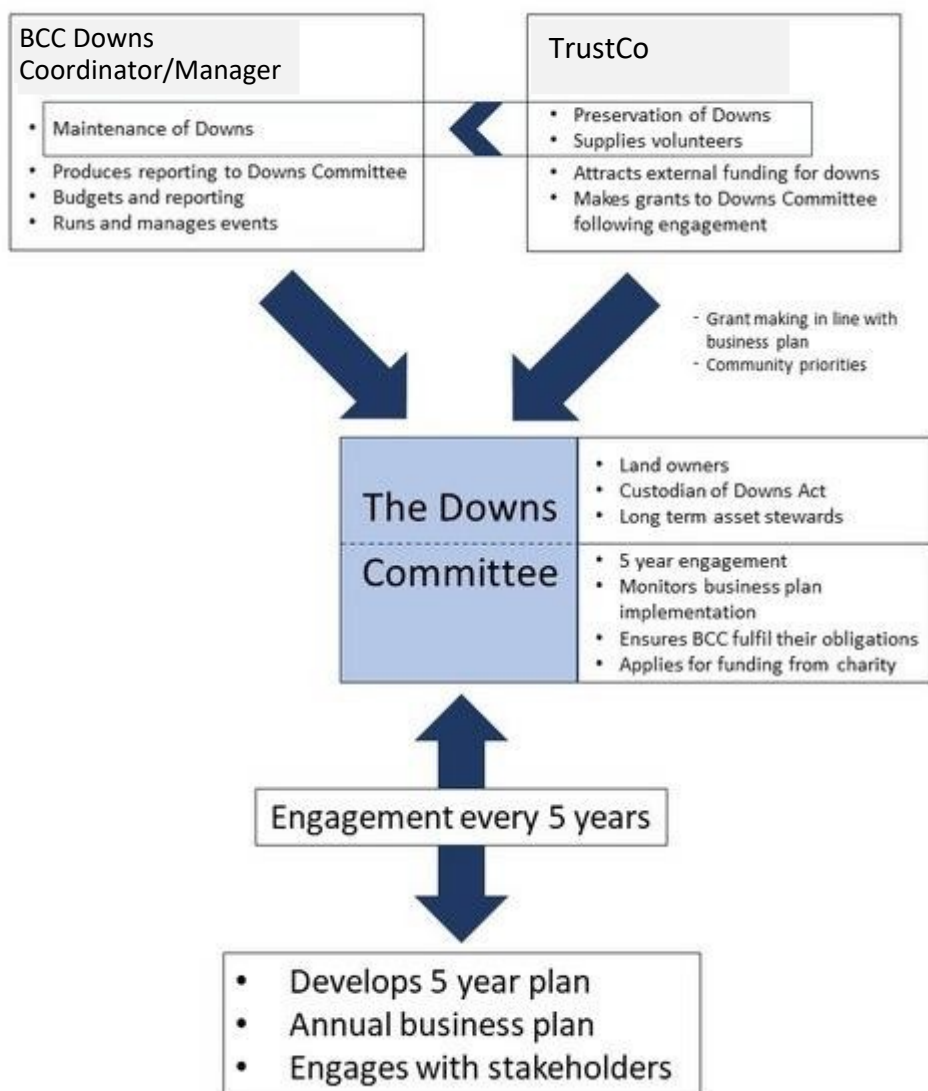 BCC Downs
Coordinator/Manager
• Maintenance of Downs
• Produces reporting to Downs Committee
• Budgets and reporting
• Runs and manages events
TrustCo
• Preservation of Downs
• Supplies volunteers
• Attracts external funding for downs
• Makes grants to Downs Committee
following engagement
- Grant making in line with
business plan
- Community priorities
The Downs
Committee
• Land owners
• Custodian of Downs Act
• Long term asset stewards
• 5 year engagement
• Monitors business plan
implementation
• Ensures BCC fulfil their obligations
• Applies for funding from charity
Engagement every 5 years
• Develops 5 year plan
• Annual business plan
• Engages with stakeholders